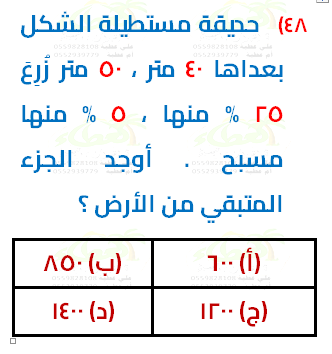 ٤٨) حديقة مستطيلة الشكل
بعداها ٤٠ متر ، ٥٠ متر زُرِعَ
٢٥ % منها ، ٥ % منها
مسبح . أوجد الجزء
المتبقي من الأرض ؟
(أ) ٦٠٠ (ب) ٨٥٠
(ج) ١٢٠٠ (د) ١٤٠٠